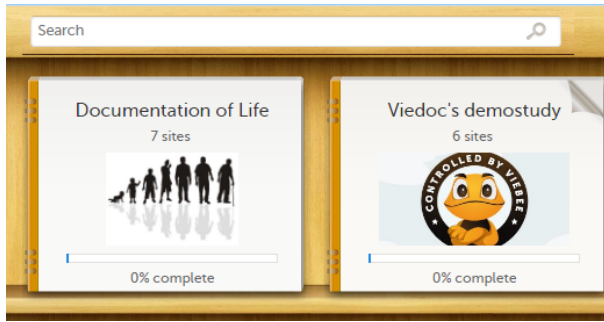 Search
Documentation of Life
7 sites
0% complete
Viedoc's demostudy
6 sites
CONTROLLED BY VIEBEE
0% complete